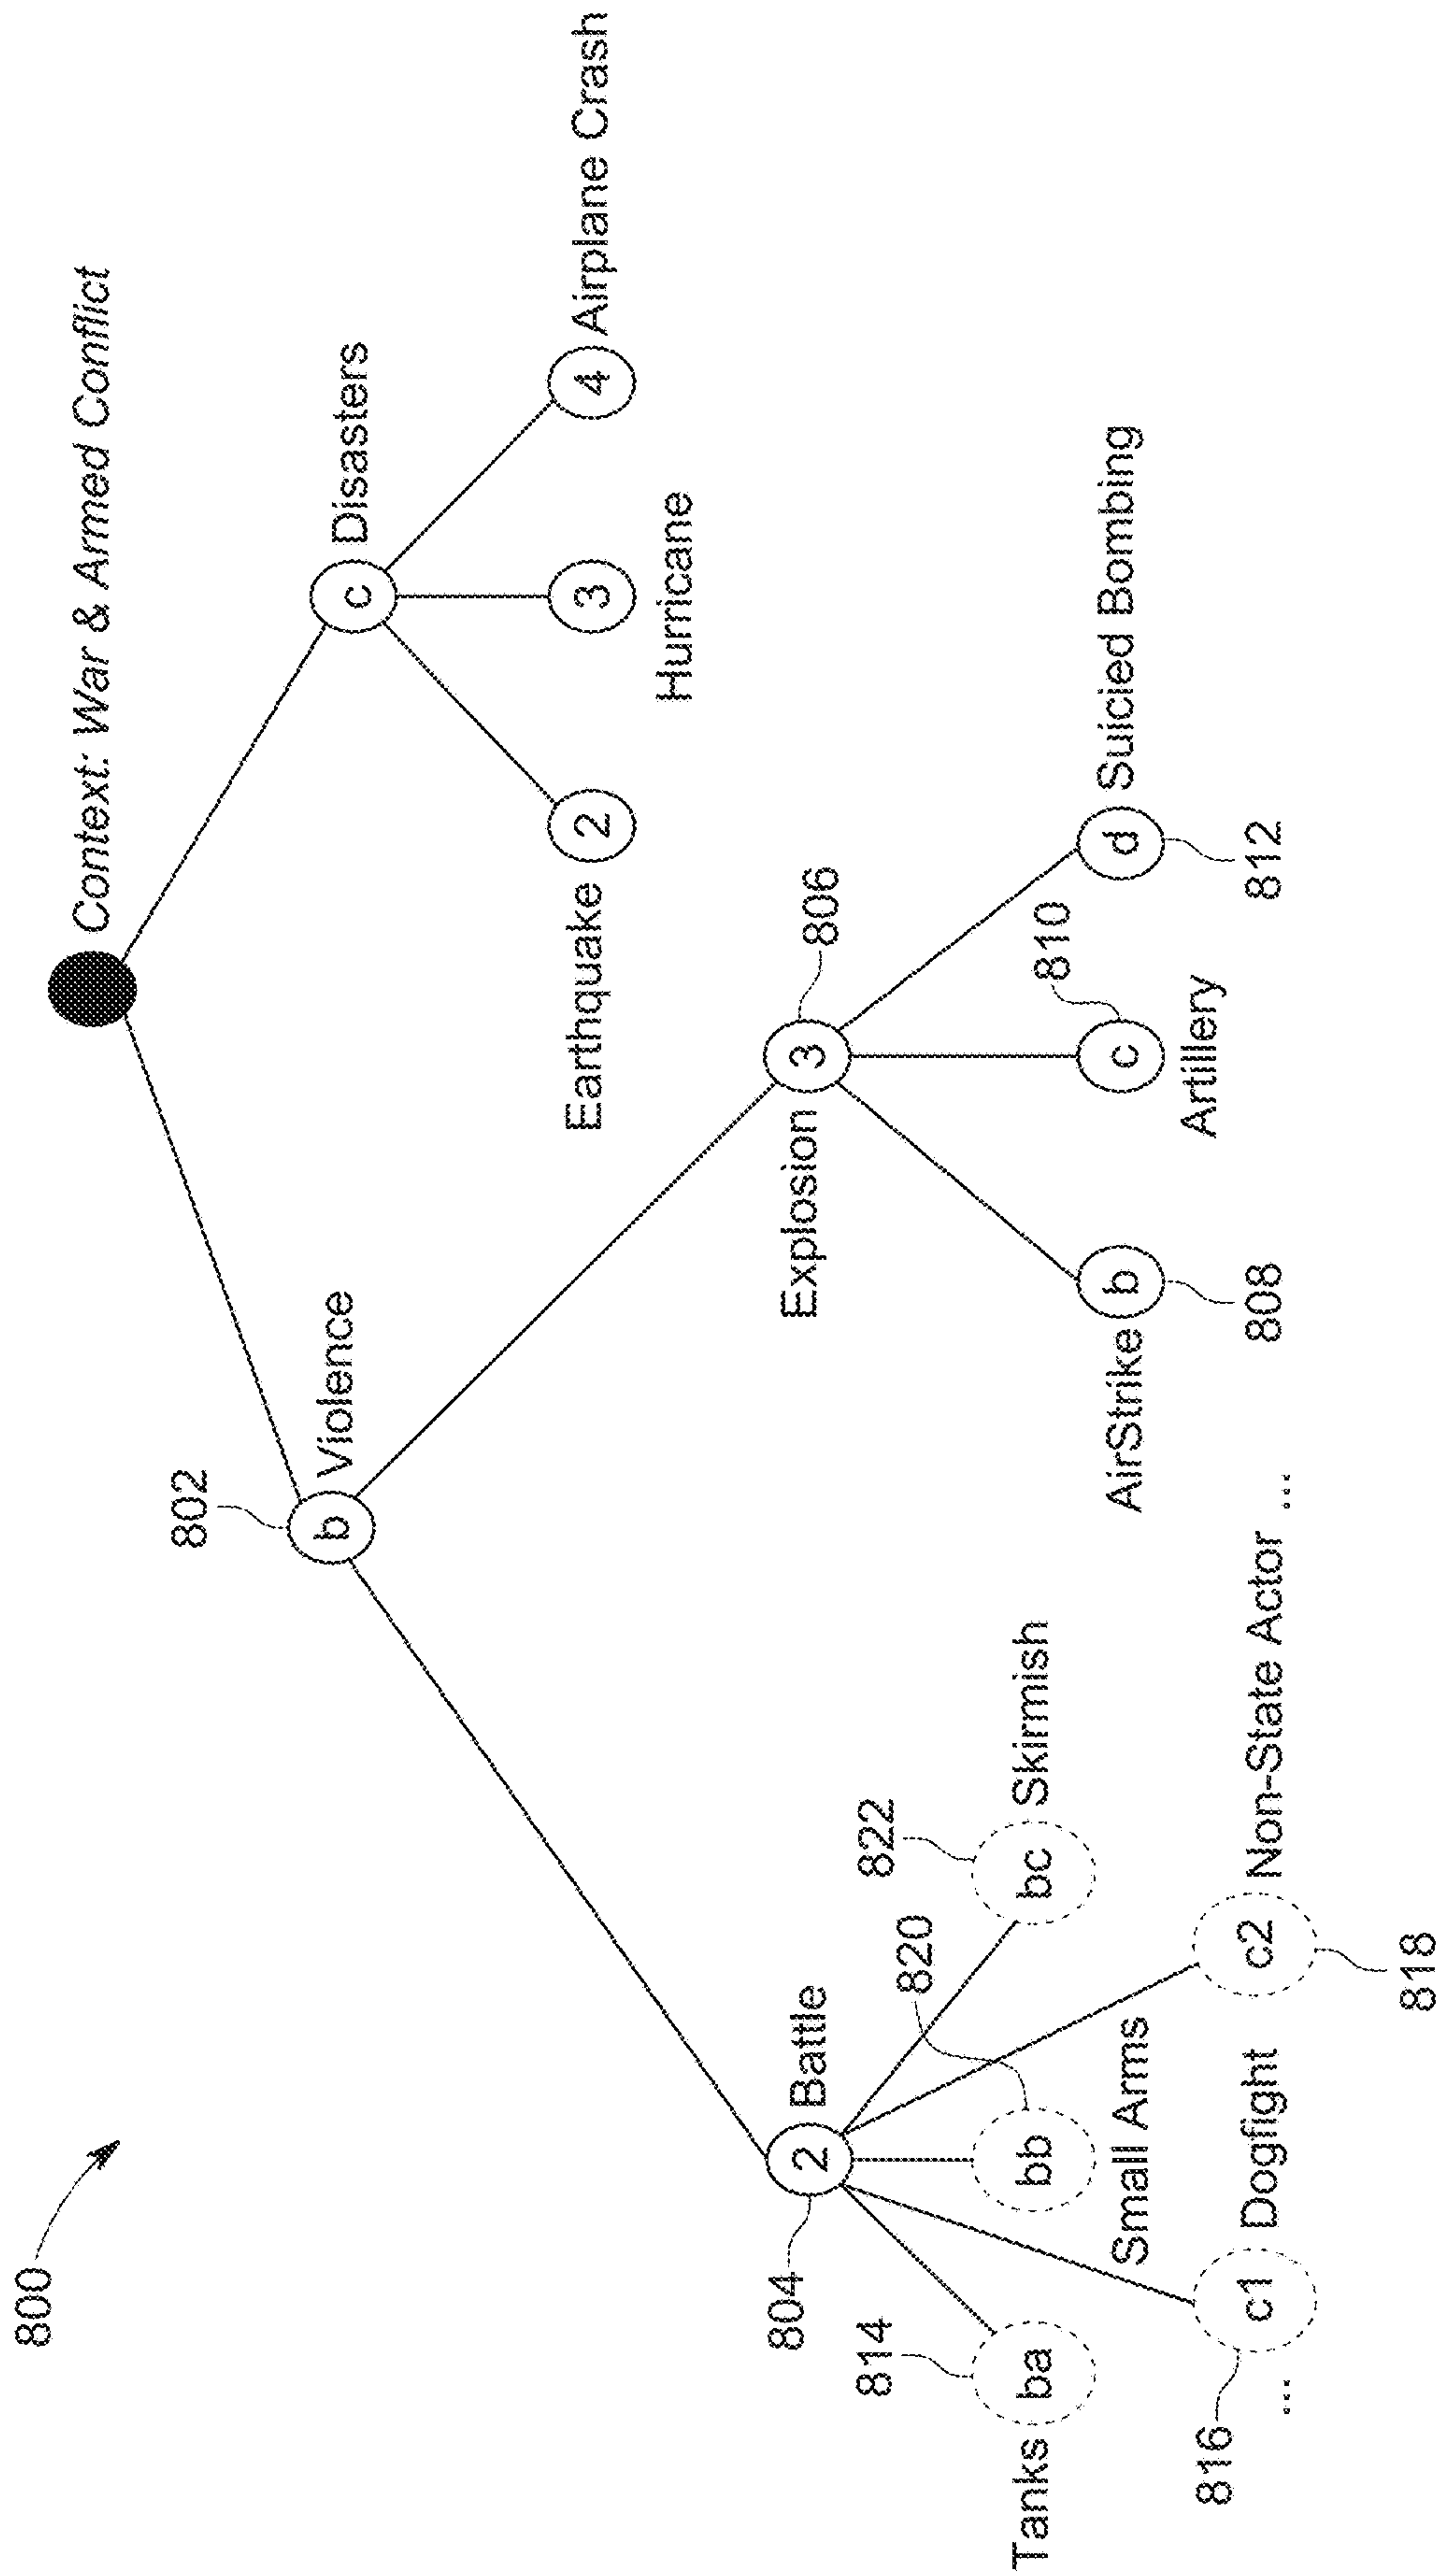 800
Context: War & Armed Conflict
802
b Violence
c Disasters
Earthquake 2
3
4 Airplane Crash
Hurricane
804
2 Battle
Explosion 3
806
814
820
822
Tanks ba
bb
bc Skirmish
Small Arms
AirStrike b
c
d Suicied Bombing
810
Artillery
808
812
816
c1 Dogfight
c2 Non-State Actor
...
...
818